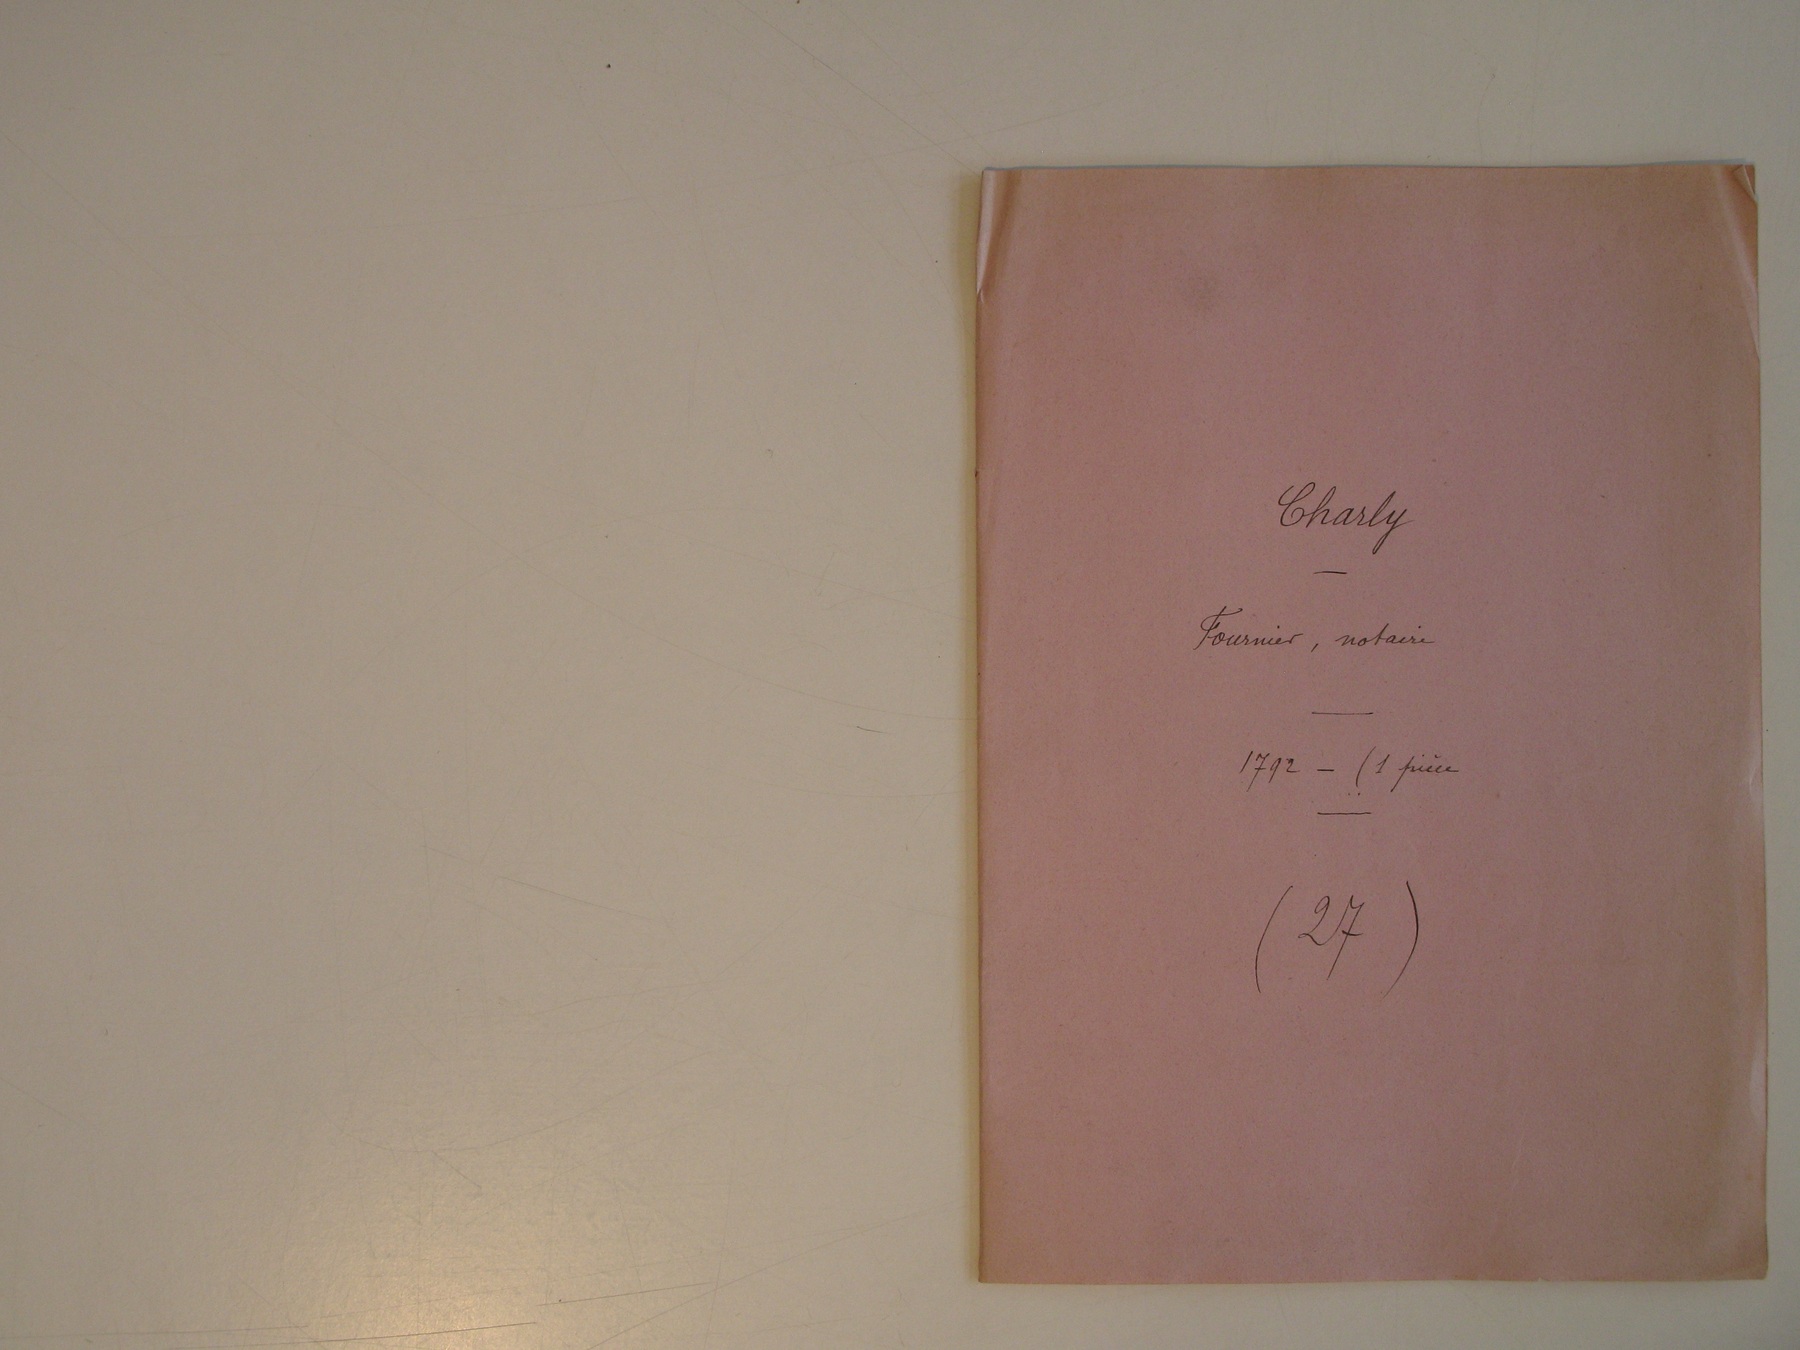 Charly
Fournier, notaire
1792 - (1 pièce
(27)